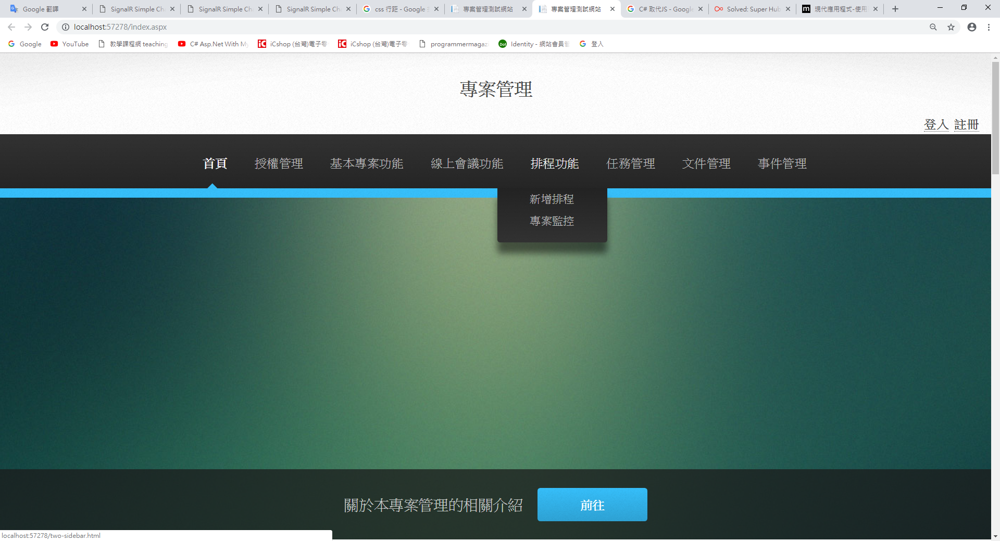 Google 翻譯
SignalR Simple Ch
SignalR Simple Ch
SignalR Simple Ch
css 行距 - Google
專案管理測試網站
專案管理測試網站
C# 取代JS - Google
Solved: Super Hub
現代應用程式-使用
localhost:57278/index.aspx
Google
YouTube
教學課程網 teaching
C# Asp.Net With My
iCshop (台灣)電子零
iCshop (台灣)電子零
programmermagaz
Identity - 網站會員管
登入
專案管理
登入 註冊
首頁
授權管理
基本專案功能
線上會議功能
排程功能
任務管理
文件管理
事件管理
新增排程
專案監控
關於本專案管理的相關介紹
前往
localhost:57278/two-sidebar.html